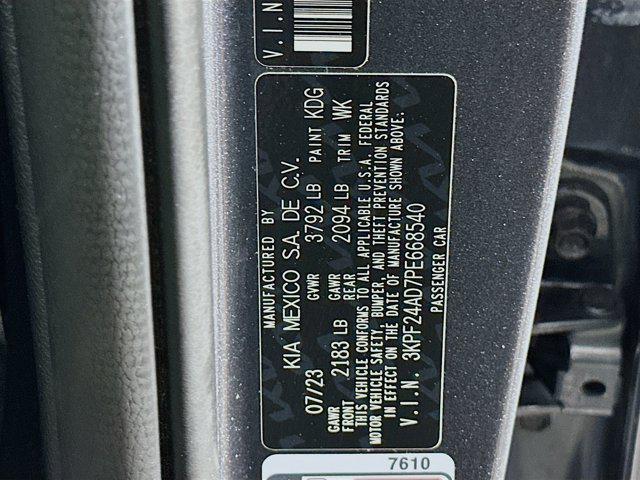 V.I.N
MANUFACTURED BY
KIA MEXICO S.A. DE C.V.
07/23 GVWR 3792 LB PAINT KDG
GAWR FRONT 2183 LB GAWR REAR 2094 LB TRIM WK
THIS VEHICLE CONFORMS TO ALL APPLICABLE U.S.A. FEDERAL
MOTOR VEHICLE SAFETY, BUMPER, AND THEFT PREVENTION STANDARDS
IN EFFECT ON THE DATE OF MANUFACTURE SHOWN ABOVE.
V.I.N. 3KPF24AD7PE668540
PASSENGER CAR
7610